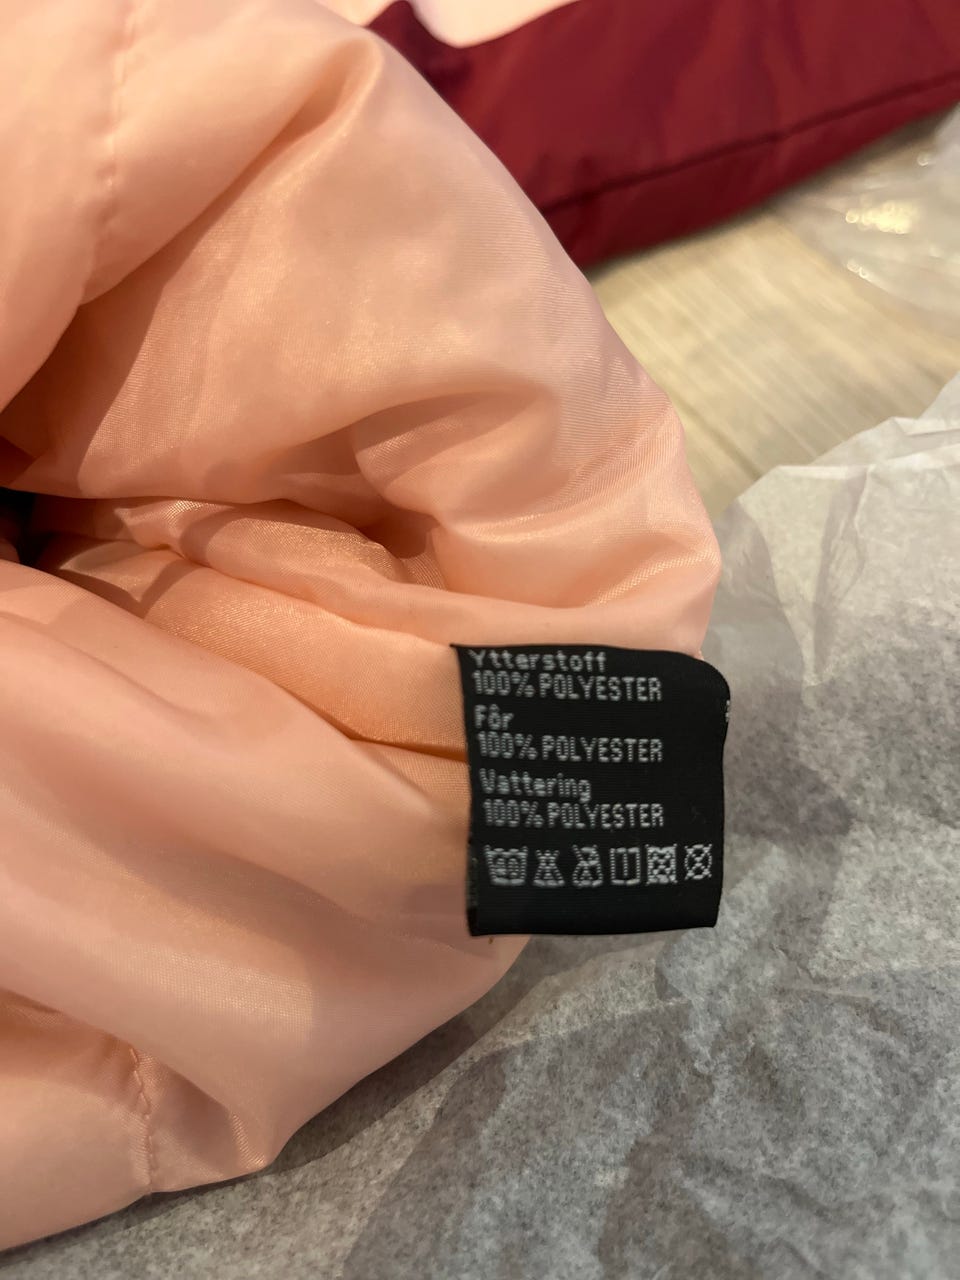 Ytterstoff
100% POLYESTER
Fôr
100% POLYESTER
Vattering
100% POLYESTER